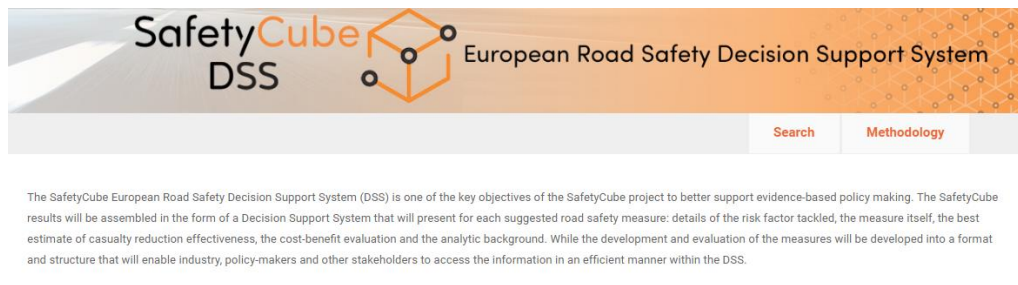 SafetyCube
DSS
European Road Safety Decision Support System
Search Methodology
The SafetyCube European Road Safety Decision Support System (DSS) is one of the key objectives of the SafetyCube project to better support evidence-based policy making. The SafetyCube
results will be assembled in the form of a Decision Support System that will present for each suggested road safety measure: details of the risk factor tackled, the measure itself, the best
estimate of casualty reduction effectiveness, the cost-benefit evaluation and the analytic background. While the development and evaluation of the measures will be developed into a format
and structure that will enable industry, policy-makers and other stakeholders to access the information in an efficient manner within the DSS.